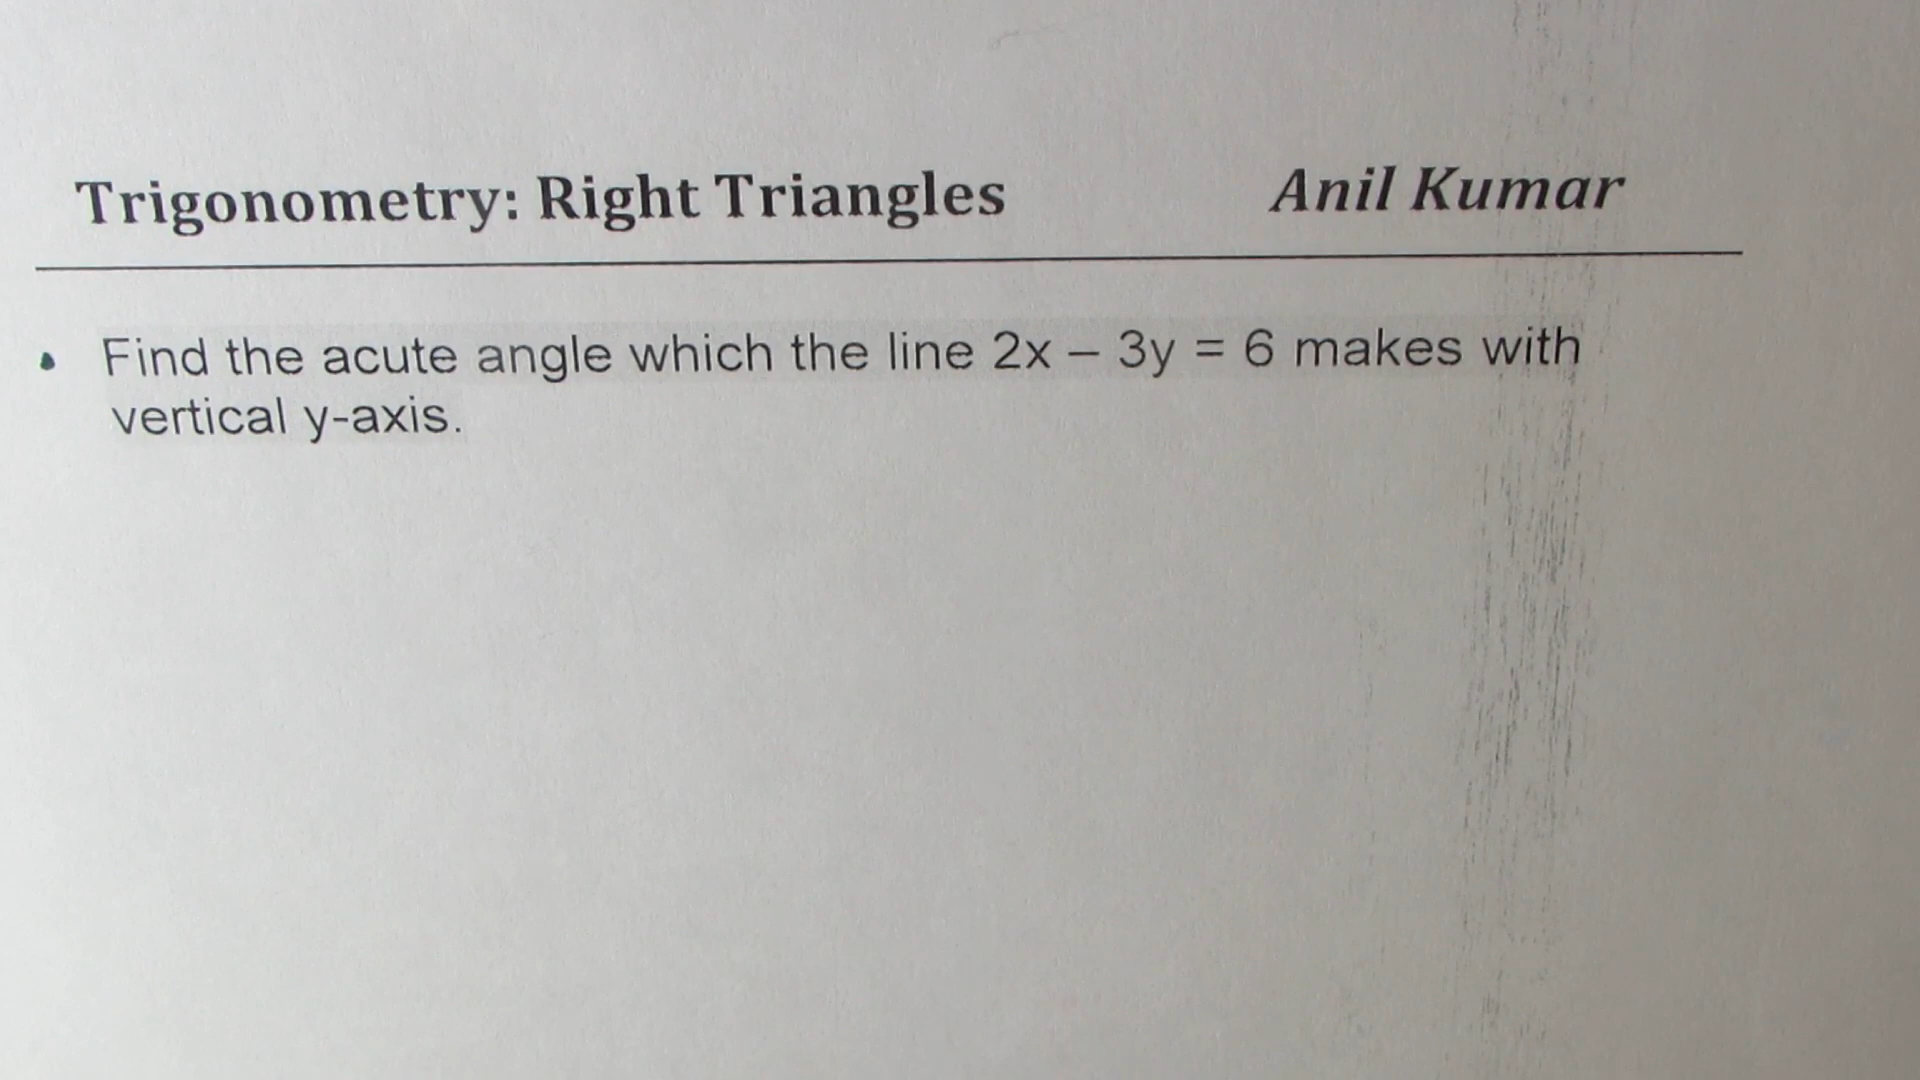 Trigonometry: Right Triangles Anil Kumar
• Find the acute angle which the line 2x – 3y = 6 makes with
vertical y-axis.